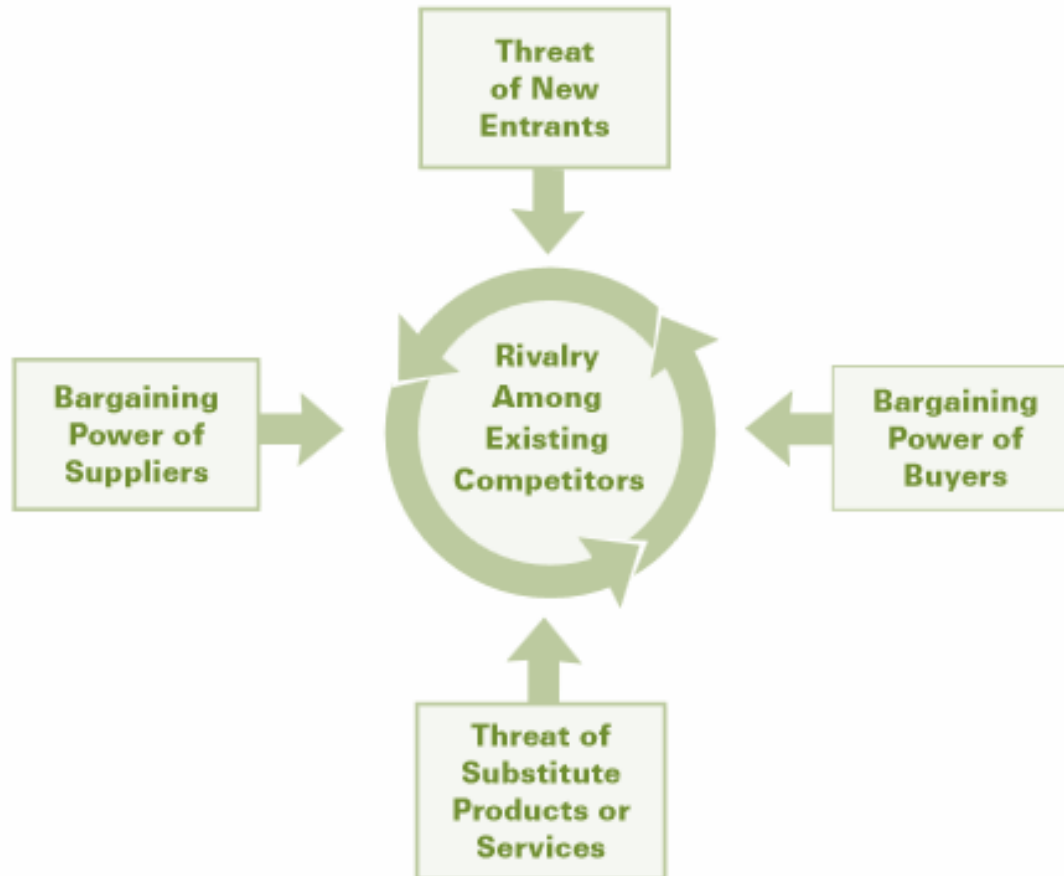 Threat
of New
Entrants
Bargaining
Power of
Suppliers
Rivalry
Among
Existing
Competitors
Bargaining
Power of
Buyers
Threat of
Substitute
Products or
Services